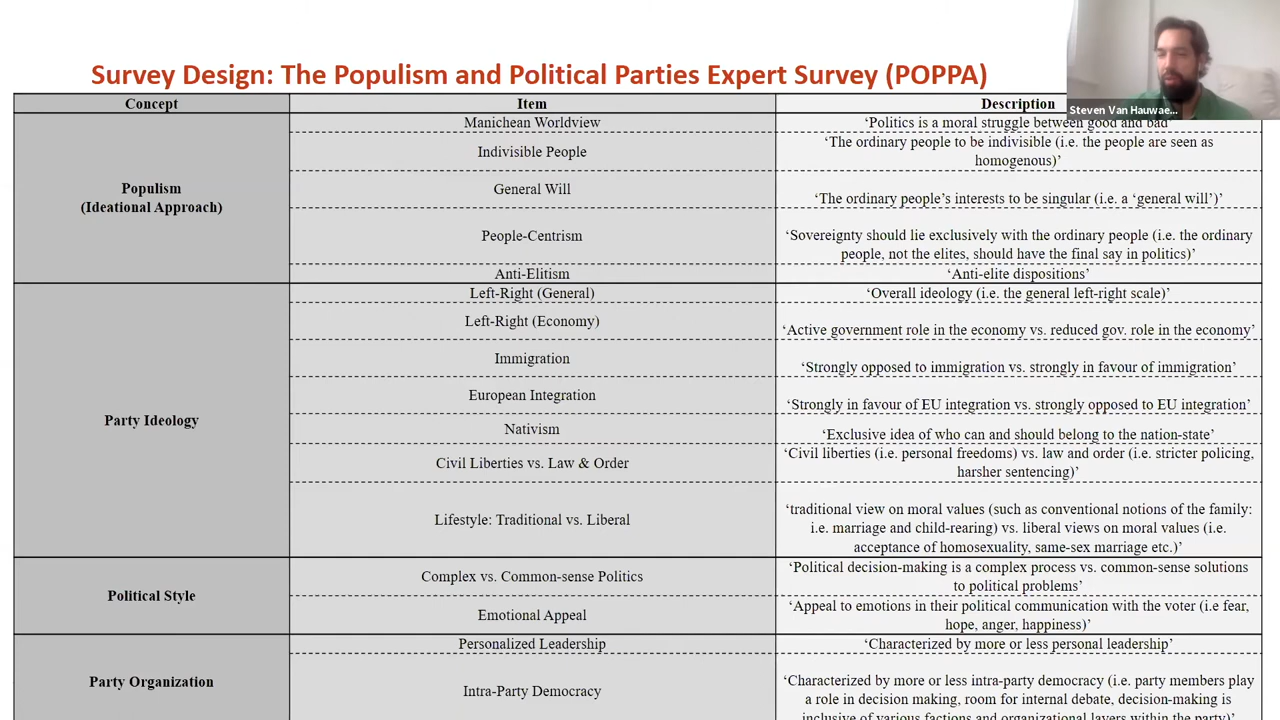 Survey Design: The Populism and Political Parties Expert Survey (POPPA)
Steven Van Hauwae...
Concept
Item
Description
Populism
(Ideational Approach)
Manichean Worldview
‘Politics is a moral struggle between good and bad’
Indivisible People
‘The ordinary people to be indivisible (i.e. the people are seen as
homogenous)’
General Will
‘The ordinary people’s interests to be singular (i.e. a ‘general will’)’
People-Centrism
‘Sovereignty should lie exclusively with the ordinary people (i.e. the ordinary
people, not the elites, should have the final say in politics)’
Anti-Elitism
‘Anti-elite dispositions’
Party Ideology
Left-Right (General)
‘Overall ideology (i.e. the general left-right scale)’
Left-Right (Economy)
‘Active government role in the economy vs. reduced gov. role in the economy’
Immigration
‘Strongly opposed to immigration vs. strongly in favour of immigration’
European Integration
‘Strongly in favour of EU integration vs. strongly opposed to EU integration’
Nativism
‘Exclusive idea of who can and should belong to the nation-state’
Civil Liberties vs. Law & Order
‘Civil liberties (i.e. personal freedoms) vs. law and order (i.e. stricter policing,
harsher sentencing)’
Lifestyle: Traditional vs. Liberal
‘traditional view on moral values (such as conventional notions of the family:
i.e. marriage and child-rearing) vs. liberal views on moral values (i.e.
acceptance of homosexuality, same-sex marriage etc.)’
Political Style
Complex vs. Common-sense Politics
‘Political decision-making is a complex process vs. common-sense solutions
to political problems’
Emotional Appeal
‘Appeal to emotions in their political communication with the voter (i.e fear,
hope, anger, happiness)’
Party Organization
Personalized Leadership
‘Characterized by more or less personal leadership’
Intra-Party Democracy
‘Characterized by more or less intra-party democracy (i.e. party members play
a role in decision making, room for internal debate, decision-making is
inclusive of various factions and organizational layers within the party)’